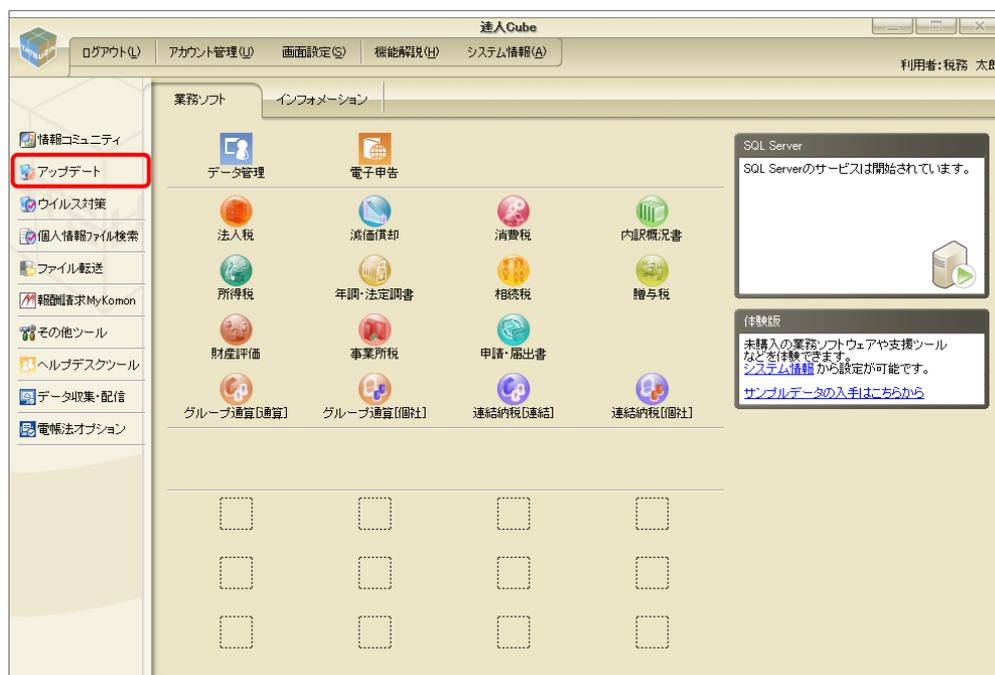 達人Cube
ログアウト(L)
アカウント管理(U)
画面設定(S)
機能解説(H)
システム情報(A)
利用者:税務 太郎
業務ソフト
インフォメーション
情報コミュニティ
アップデート
ウイルス対策
個人情報ファイル検索
ファイル転送
報酬請求MyKomon
その他ツール
ヘルプデスクツール
データ収集・配信
電帳法オプション
データ管理
電子申告
法人税
減価償却
消費税
内訳概況書
所得税
年調・法定調書
相続税
贈与税
財産評価
事業所税
申請・届出書
グループ通算[通算]
グループ通算[個社]
連結納税[連結]
連結納税[個社]
SQL Server
SQL Serverのサービスは開始されています。
体験版
未購入の業務ソフトウェアや支援ツール
などを体験できます。
システム情報 から設定が可能です。
サンプルデータの入手はこちらから